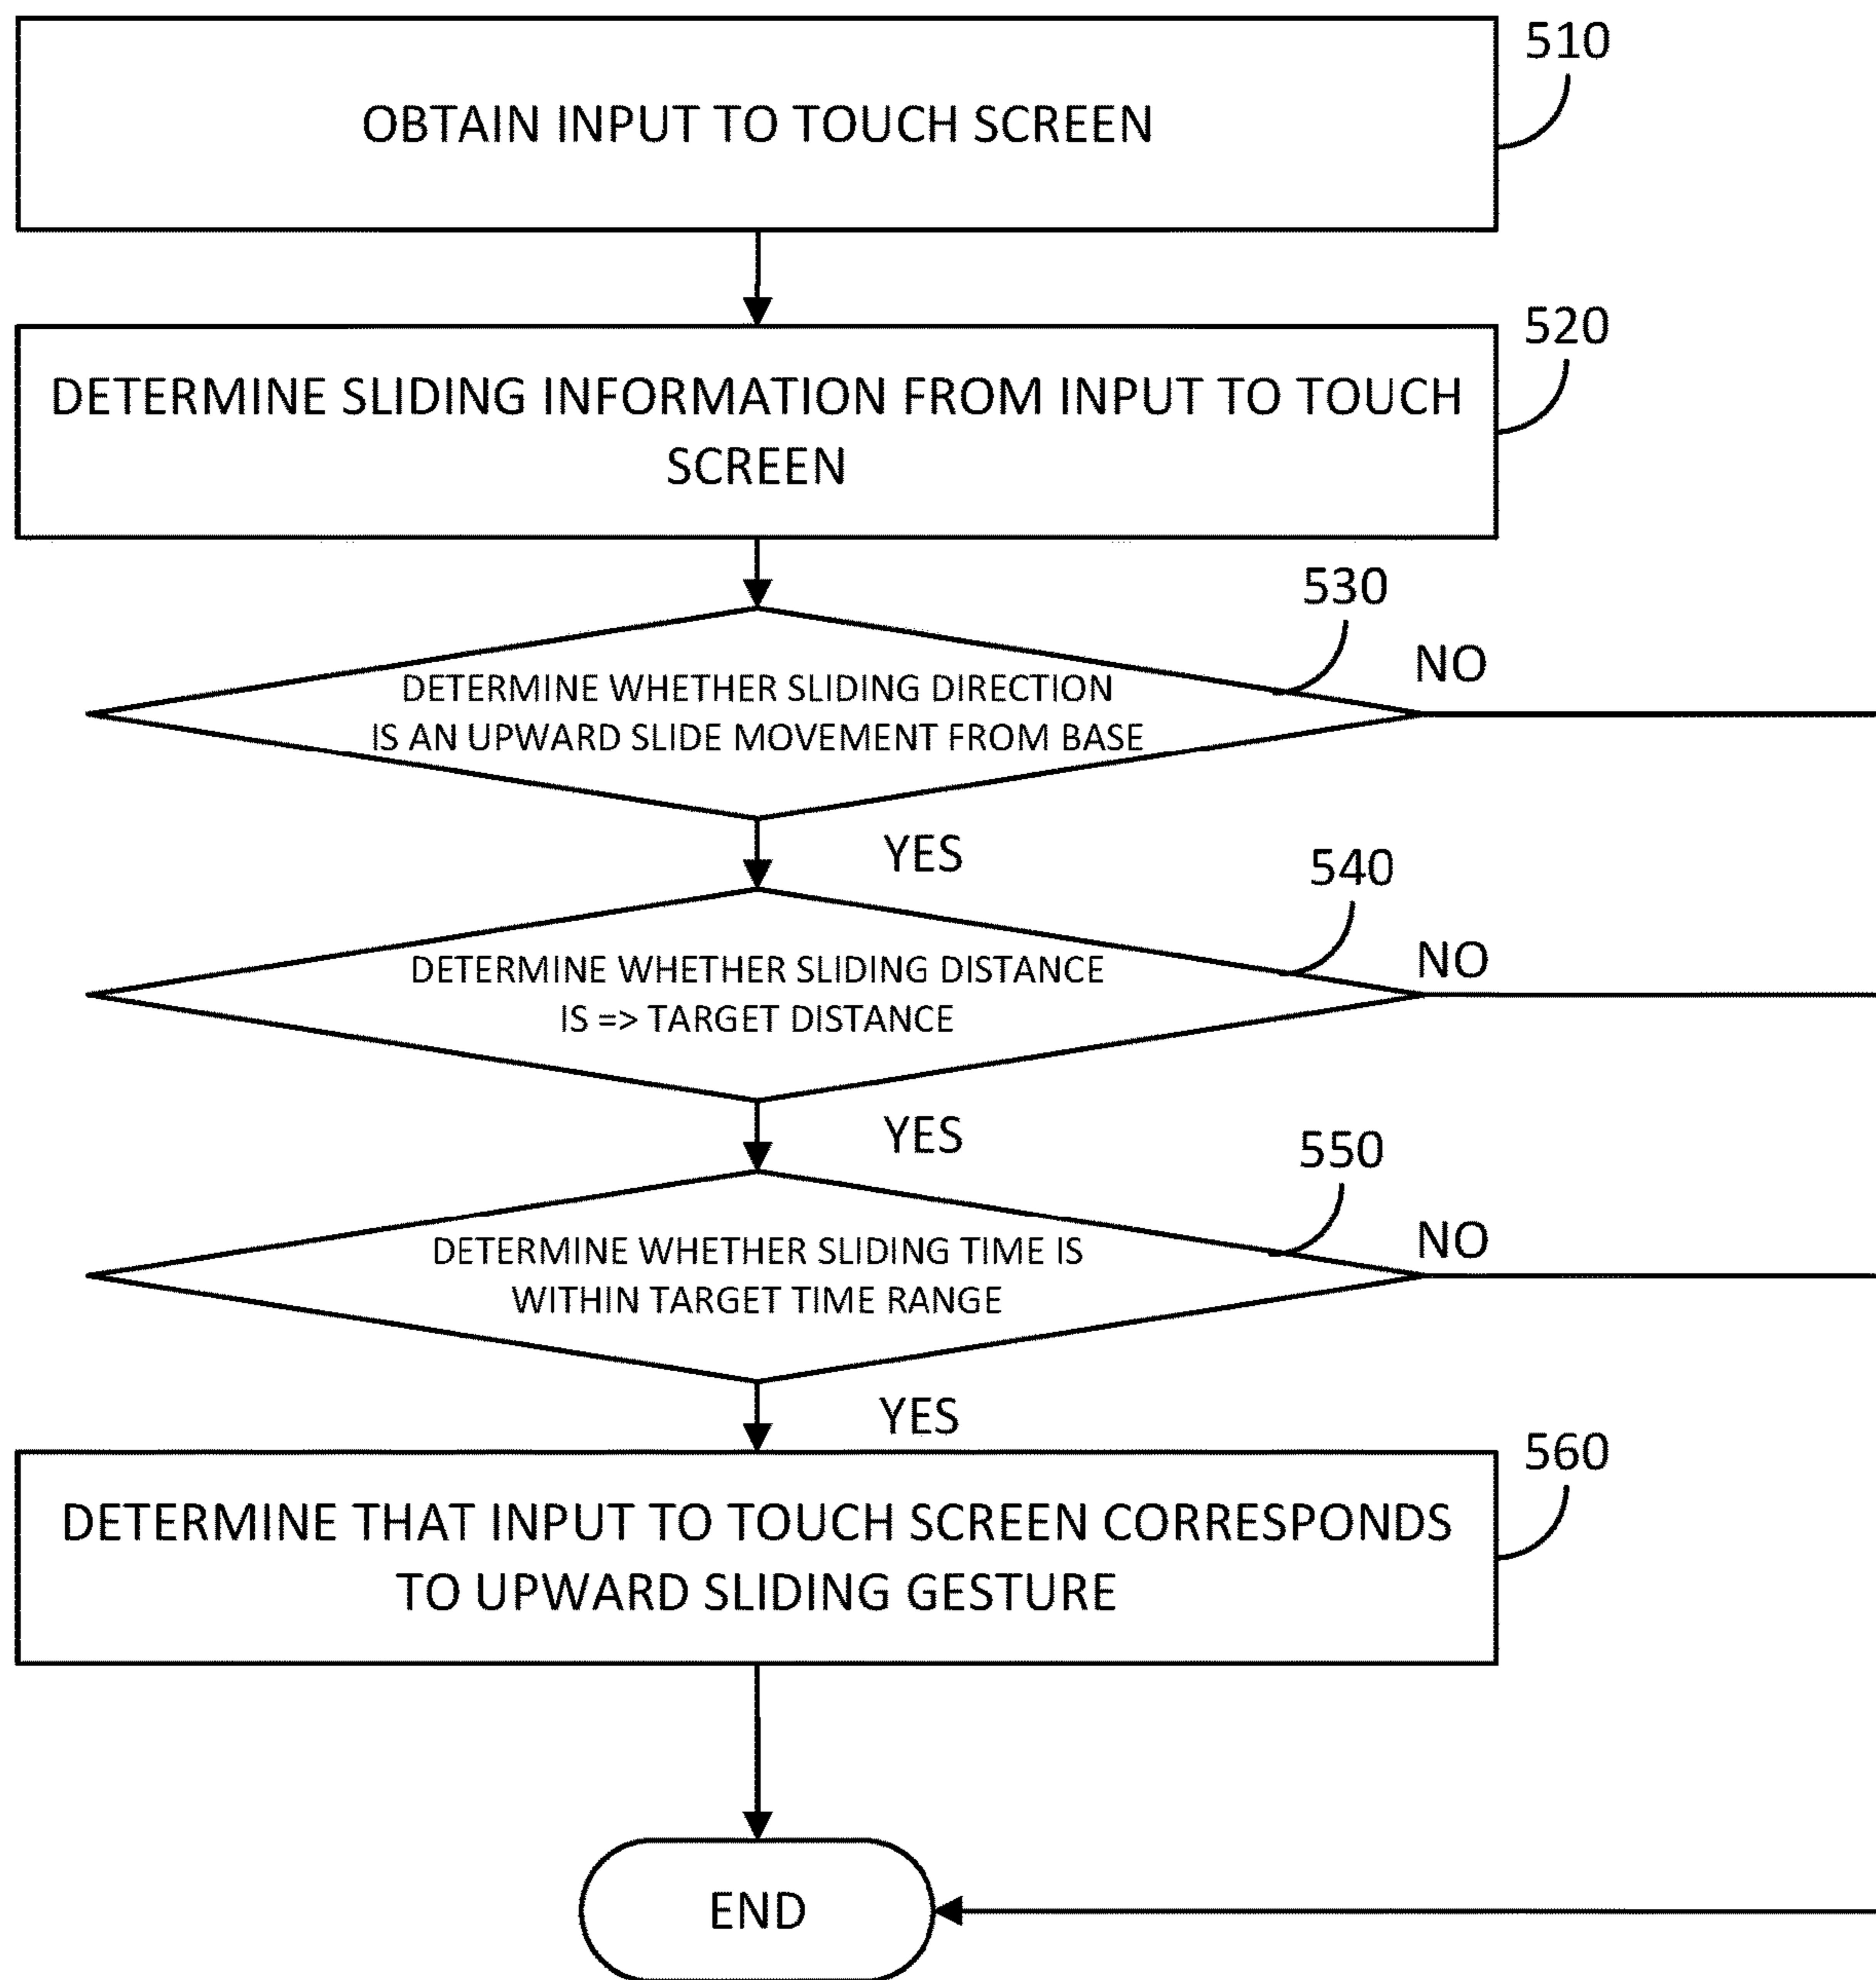 510
OBTAIN INPUT TO TOUCH SCREEN
520
DETERMINE SLIDING INFORMATION FROM INPUT TO TOUCH
SCREEN
530
NO
DETERMINE WHETHER SLIDING DIRECTION
IS AN UPWARD SLIDE MOVEMENT FROM BASE
YES
540
NO
DETERMINE WHETHER SLIDING DISTANCE
IS => TARGET DISTANCE
YES
550
NO
DETERMINE WHETHER SLIDING TIME IS
WITHIN TARGET TIME RANGE
YES
560
DETERMINE THAT INPUT TO TOUCH SCREEN CORRESPONDS
TO UPWARD SLIDING GESTURE
END